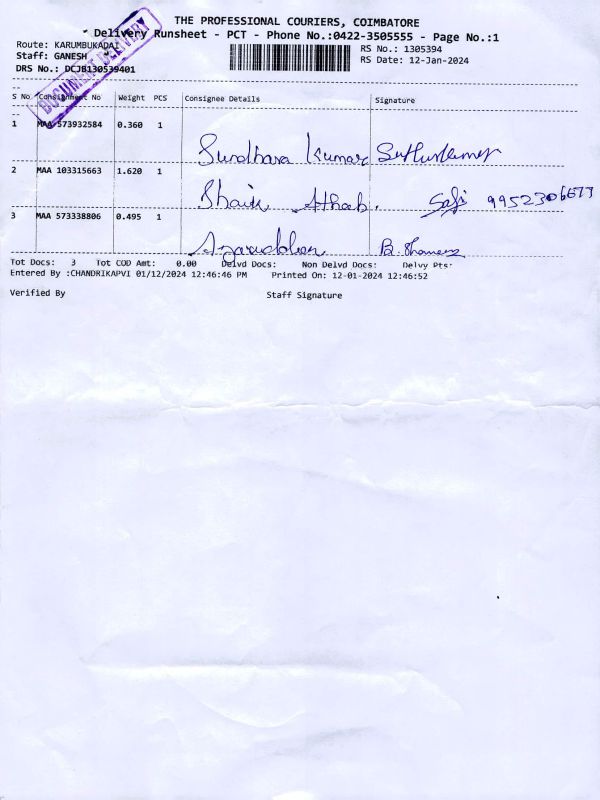 THE PROFESSIONAL COURIERS, COIMBATORE
Delivery Runsheet - PCT - Phone No.:0422-3505555 - Page No.:1
Route: KARUMBUKADAI RS No.: 1305394
Staff: GANESH RS Date: 12-Jan-2024
DRS No.: DCJB130539401
DOCUMENT DELIVERY
S No Consignment No Weight PCS Consignee Details Signature
1 MAA 573932584 0.360 1
Sundhara Kumar
2 MAA 103315663 1.620 1
Shaik Athab.
3 MAA 573338806 0.495 1
Tot Docs: 3 Tot COD Amt: 0.00 Delvd Docs: Non Delvd Docs: Delvy Pts:
Entered By :CHANDRIKAPVI 01/12/2024 12:46:46 PM Printed On: 12-01-2024 12:46:52
Verified By Staff Signature